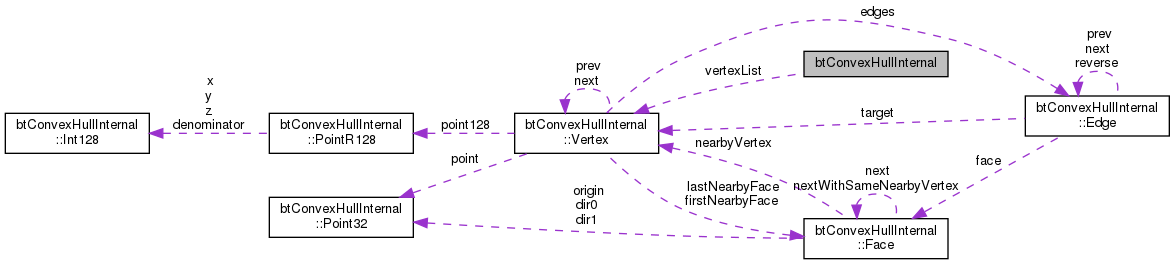 edges
prev
next
reverse
vertexList
btConvexHullInternal
prev
next
x
y
z
denominator
btConvexHullInternal
::Int128
btConvexHullInternal
::PointR128
point128
btConvexHullInternal
::Vertex
target
btConvexHullInternal
::Edge
nearbyVertex
point
face
next
nextWithSameNearbyVertex
lastNearbyFace
firstNearbyFace
origin
dir0
dir1
btConvexHullInternal
::Point32
btConvexHullInternal
::Face